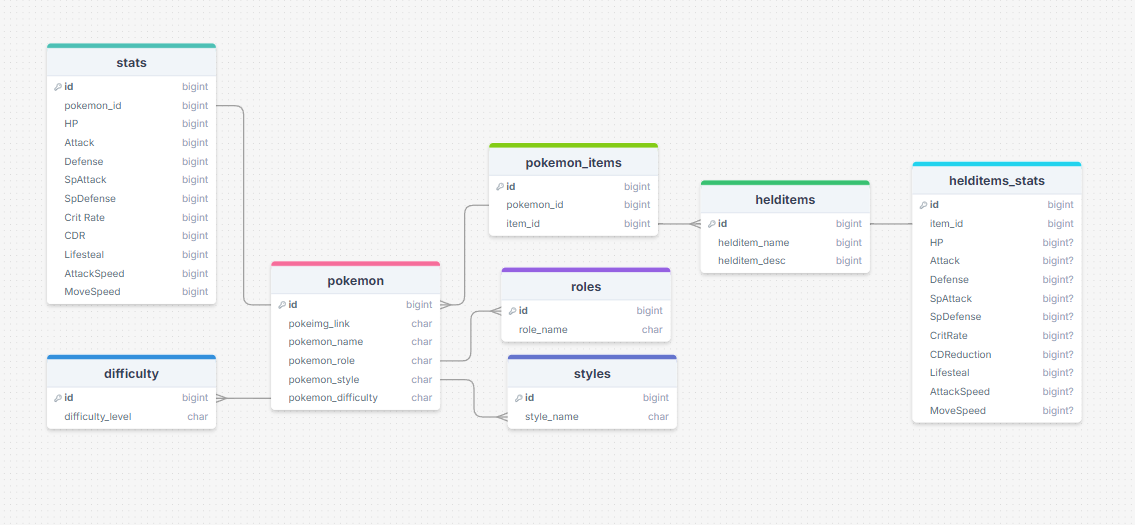 stats
id bigint
pokemon_id bigint
HP bigint
Attack bigint
Defense bigint
SpAttack bigint
SpDefense bigint
Crit Rate bigint
CDR bigint
Lifesteal bigint
AttackSpeed bigint
MoveSpeed bigint
difficulty
id bigint
difficulty_level char
pokemon
id bigint
pokeimg_link char
pokemon_name char
pokemon_role char
pokemon_style char
pokemon_difficulty char
pokemon_items
id bigint
pokemon_id bigint
item_id bigint
roles
id bigint
role_name char
styles
id bigint
style_name char
helditems
id bigint
helditem_name bigint
helditem_desc bigint
helditems_stats
id bigint
item_id bigint
HP bigint?
Attack bigint?
Defense bigint?
SpAttack bigint?
SpDefense bigint?
CritRate bigint?
CDReduction bigint?
Lifesteal bigint?
AttackSpeed bigint?
MoveSpeed bigint?